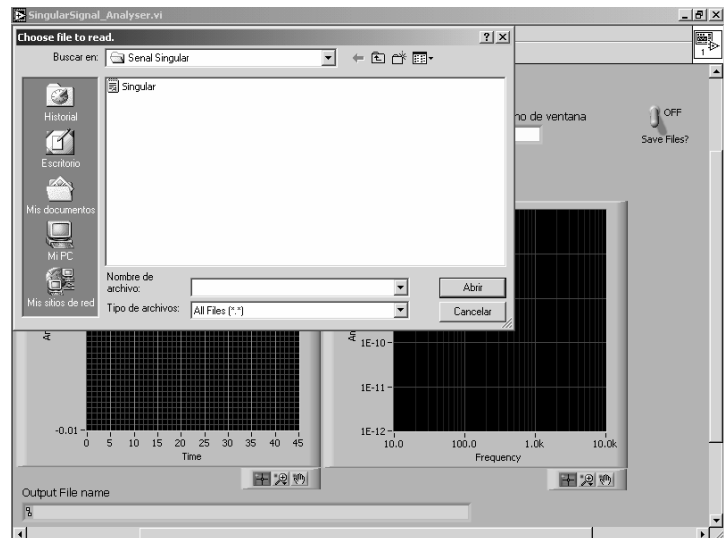 SingularSignal_Analyser.vi
Choose file to read.
Buscar en:
Senal Singular
Historial
Escritorio
Mis documentos
Mi PC
Mis sitios de red
Singular
Nombre de
archivo:
Abrir
Tipo de archivos:
All Files (*.*)
Cancelar
no de ventana
OFF
Save Files?
1
-0.01
0 5 10 15 20 25 30 35 40 45
Time
1E-10
1E-11
1E-12
10.0 100.0 1.0k 10.0k
Frequency
Output File name